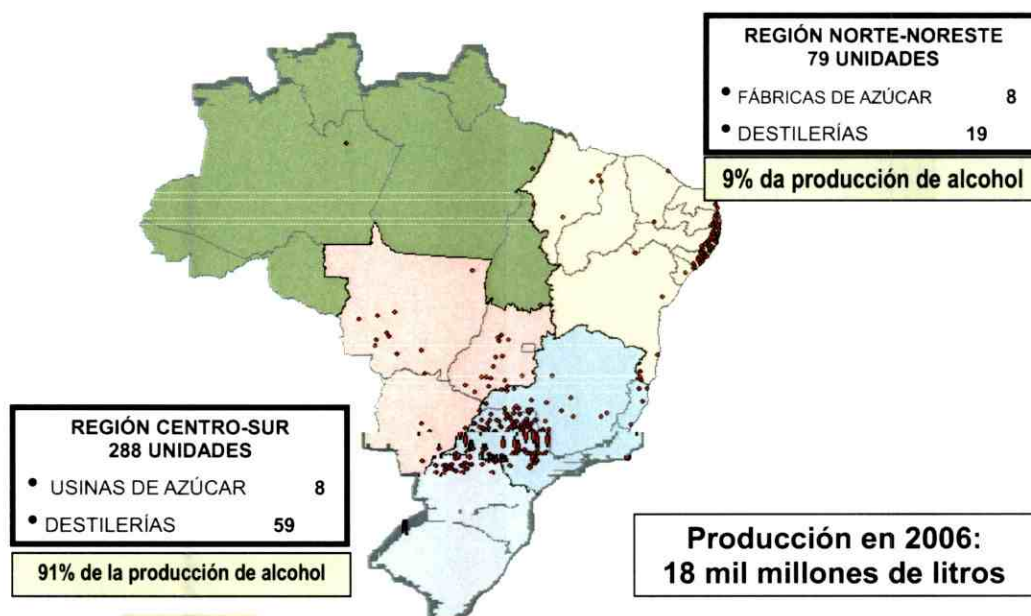 REGIÓN NORTE-NORESTE
79 UNIDADES
• FÁBRICAS DE AZÚCAR 8
• DESTILERÍAS 19
9% da producción de alcohol
REGIÓN CENTRO-SUR
288 UNIDADES
• USINAS DE AZÚCAR 8
• DESTILERÍAS 59
91% de la producción de alcohol
Producción en 2006:
18 mil millones de litros